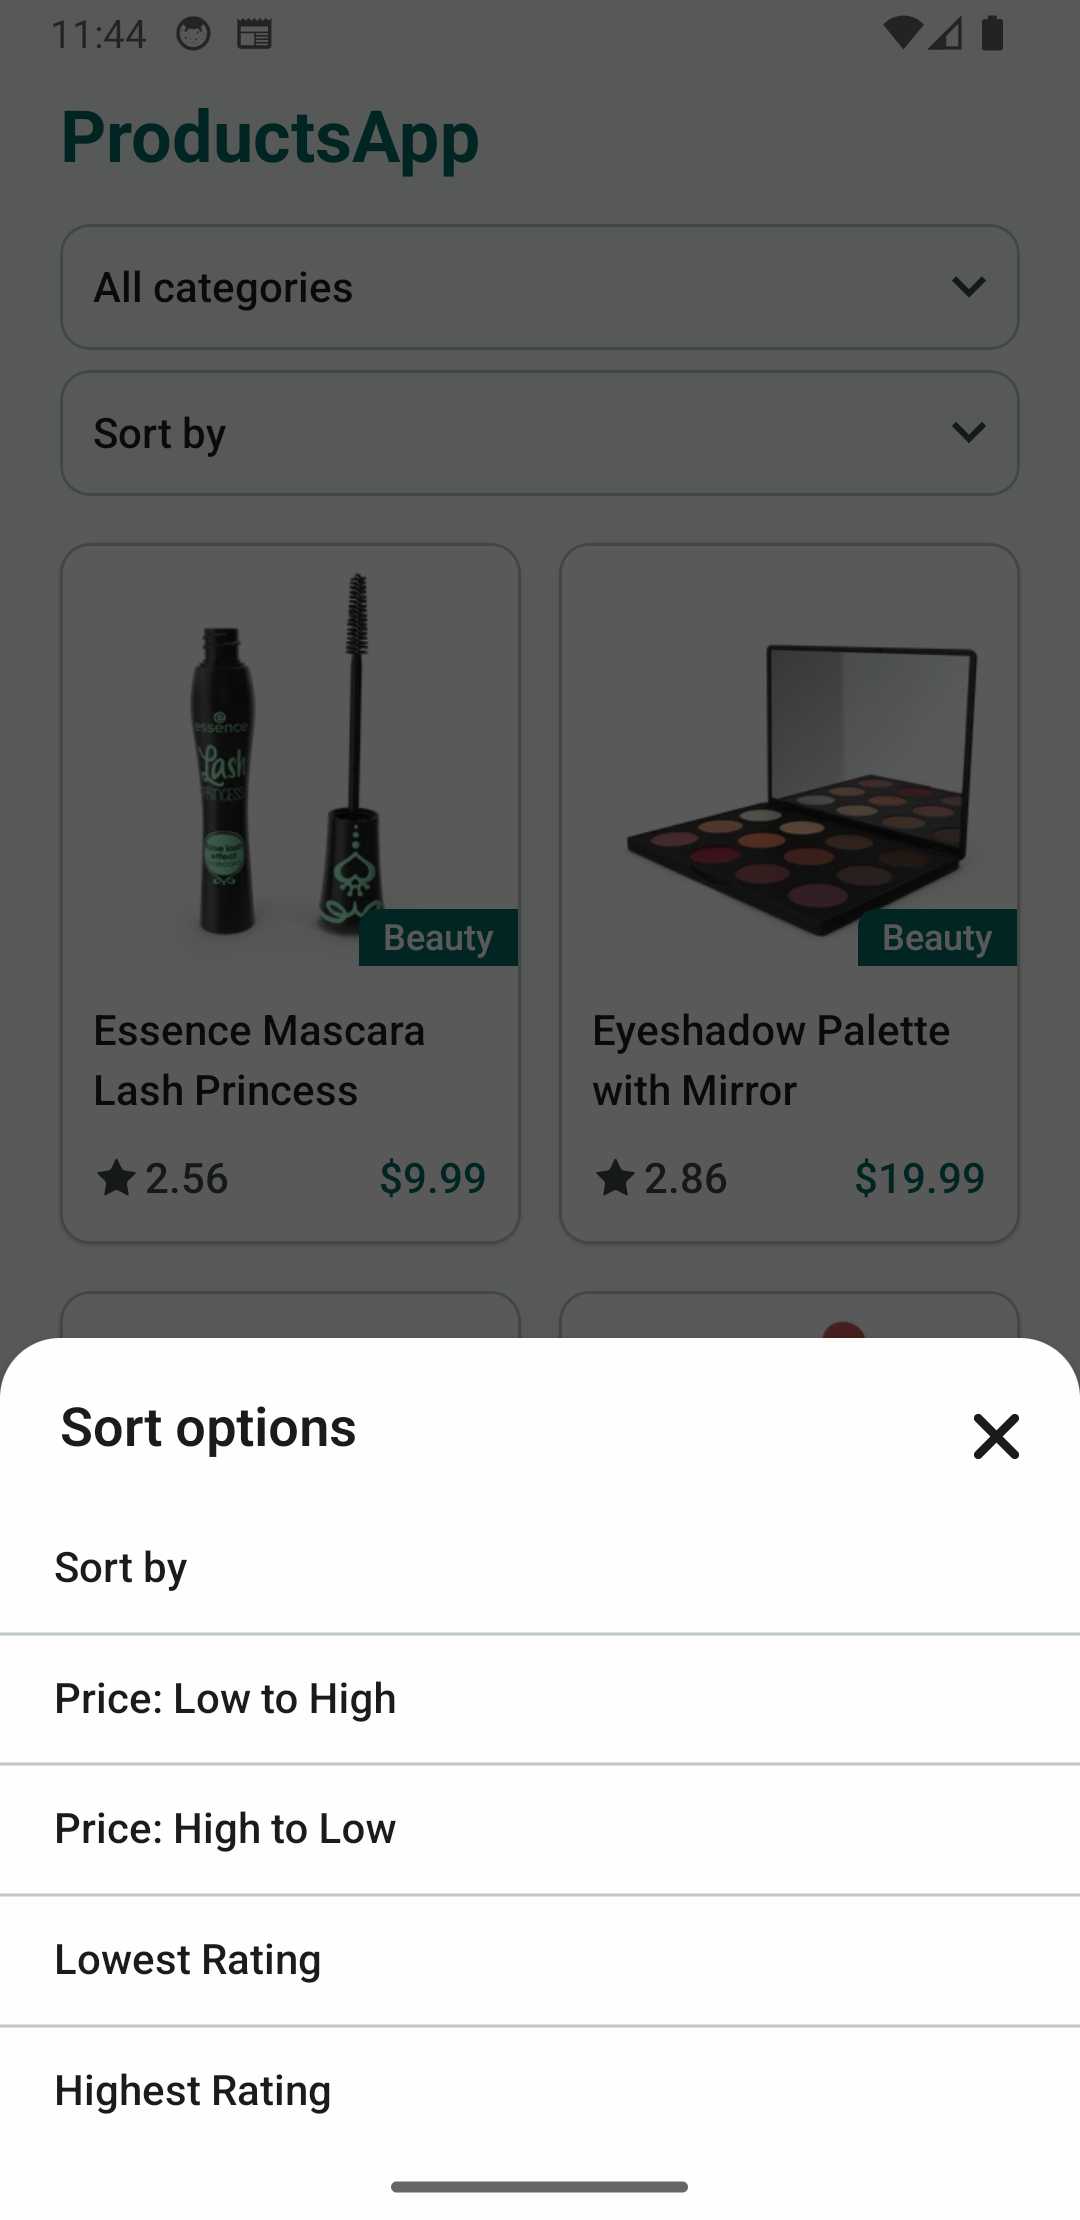 11:44
ProductsApp
All categories
Sort by
essence
Lash
PRINCESS
effect
Beauty
Beauty
Essence Mascara
Lash Princess
Eyeshadow Palette
with Mirror
2.56
$9.99
2.86
$19.99
Sort options
Sort by
Price: Low to High
Price: High to Low
Lowest Rating
Highest Rating